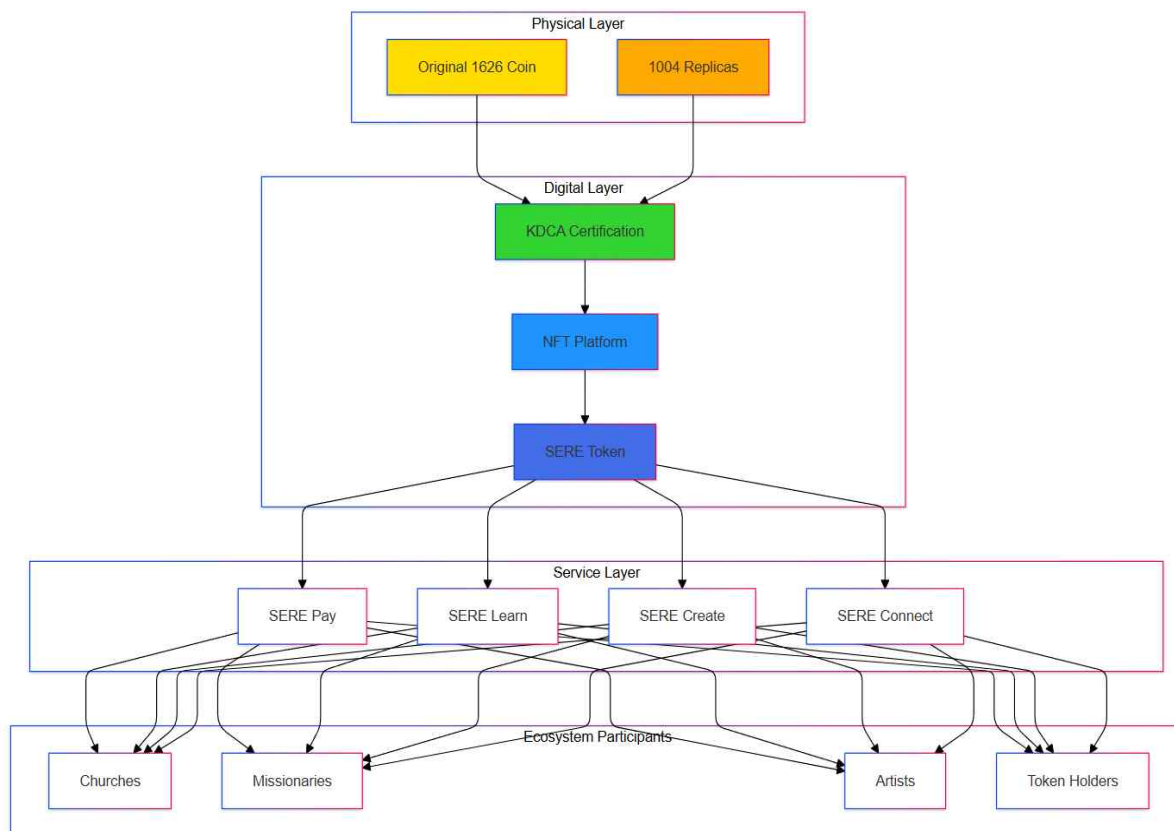 Physical Layer
Original 1626 Coin
1004 Replicas
Digital Layer
KDCA Certification
NFT Platform
SERE Token
Service Layer
SERE Pay
SERE Learn
SERE Create
SERE Connect
Ecosystem Participants
Churches
Missionaries
Artists
Token Holders